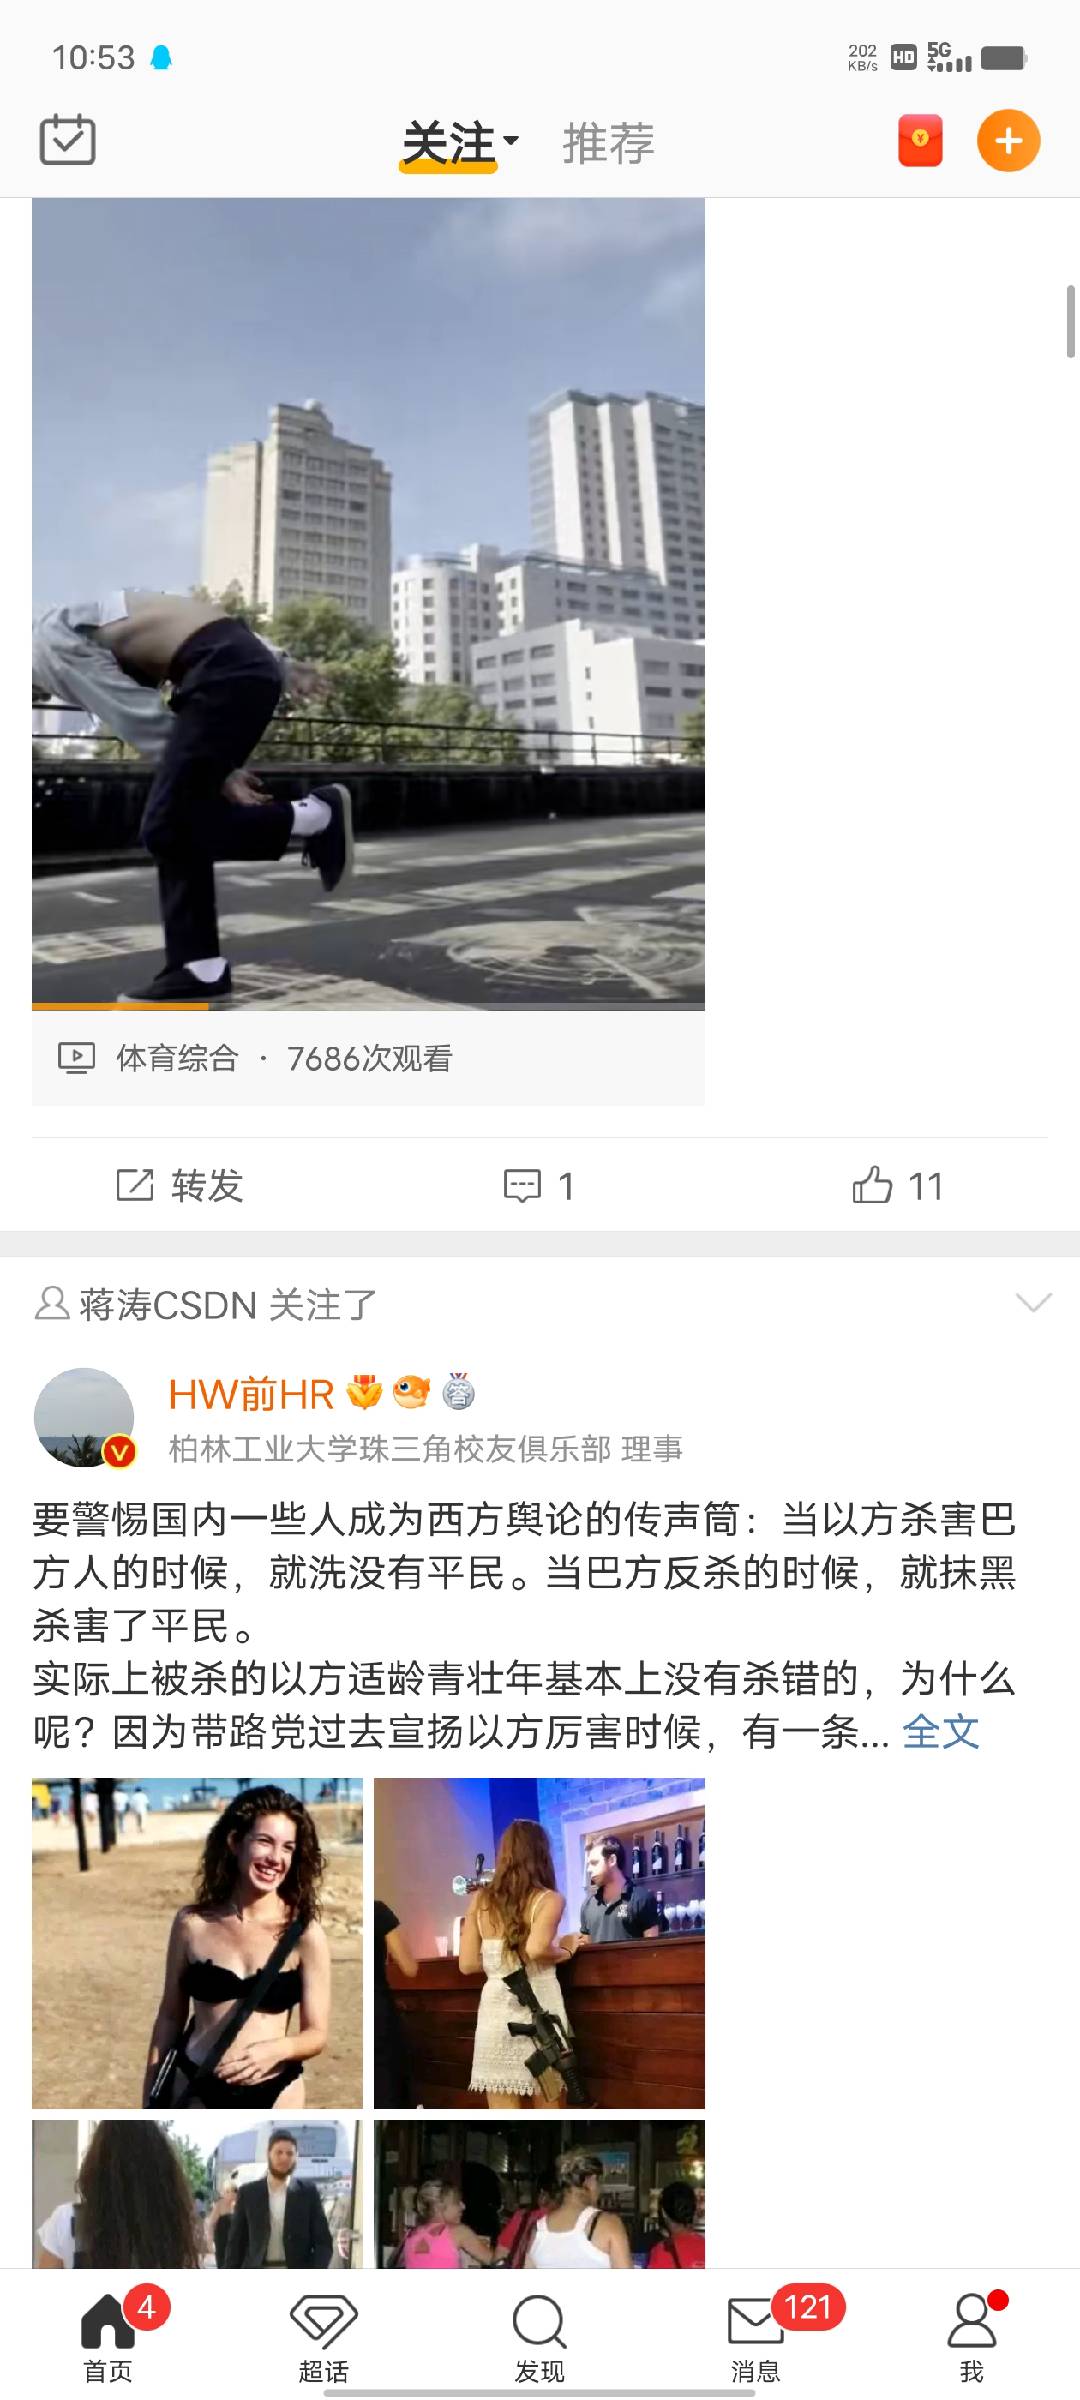 10:53
202 KB/s HD 5G
关注 推荐
体育综合 · 7686次观看
转发 1 11
蒋涛CSDN 关注了
HW前HR 答
柏林工业大学珠三角校友俱乐部 理事
要警惕国内一些人成为西方舆论的传声筒：当以方杀害巴
方人的时候，就洗没有平民。当巴方反杀的时候，就抹黑
杀害了平民。
实际上被杀的以方适龄青壮年基本上没有杀错的，为什么
呢？因为带路党过去宣扬以方厉害时候，有一条... 全文
4 121
首页 超话 发现 消息 我